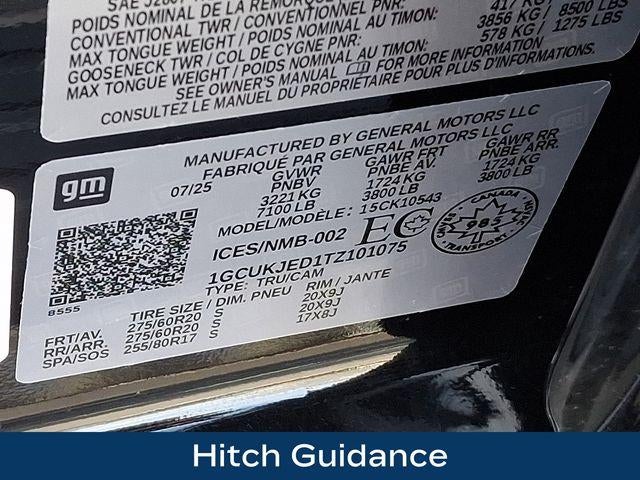 POIDS NOMINAL DE LA REMORQUE
CONVENTIONAL TWR / CONVENTIONNEL PNR: 3856 KG / 8500 LBS
MAX TONGUE WEIGHT / POIDS NOMINAL AU TIMON:
GOOSENECK TWR / COL DE CYGNE PNR: 578 KG / 1275 LBS
MAX TONGUE WEIGHT / POIDS NOMINAL AU TIMON:
SEE OWNER'S MANUAL FOR MORE INFORMATION
CONSULTEZ LE MANUEL DU PROPRIÉTAIRE POUR PLUS D'INFORMATIONS.
gm
MANUFACTURED BY GENERAL MOTORS LLC
FABRIQUÉ PAR GENERAL MOTORS LLC
07/25 GVWR GAWR FRT GAWR RR
PNBV PNBE AV. PNBE ARR.
3221 KG 1724 KG 1724 KG
7100 LB 3800 LB 3800 LB
MODEL/MODÈLE: 15CK10543
ICES/NMB-002 EC
CANADA
985
TRANSPORT
1GCUKJED1TZ101075
TYPE: TRU/CAM
8555
TIRE SIZE / DIM. PNEU RIM / JANTE
FRT/AV. 275/60R20 S 20X9J
RR/ARR. 275/60R20 S 20X9J
SPA/SOS 255/80R17 S 17X8J
Hitch Guidance